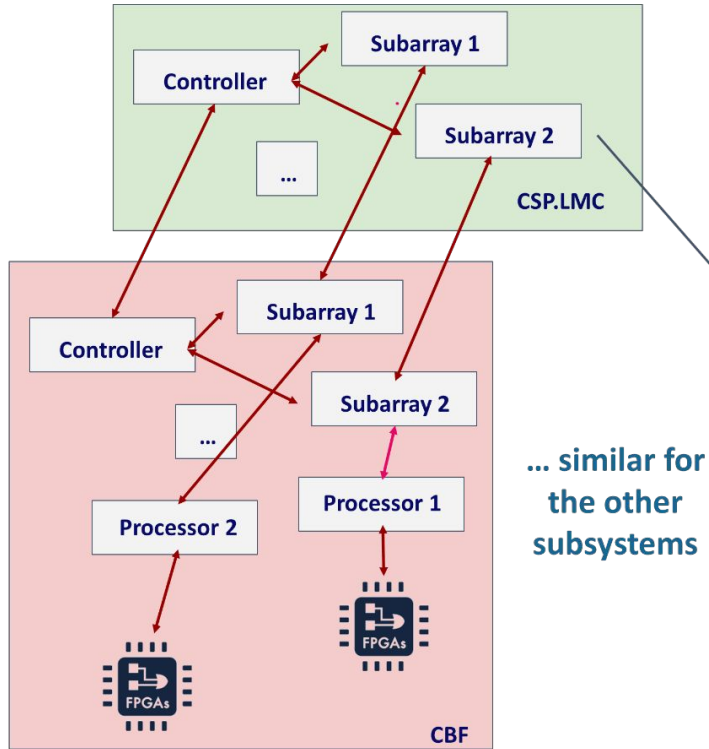 Subarray 1
Controller
Subarray 2
...
CSP.LMC
Subarray 1
Controller
Subarray 2
...
... similar for
the other
subsystems
Processor 1
Processor 2
FPGAs
FPGAs
CBF